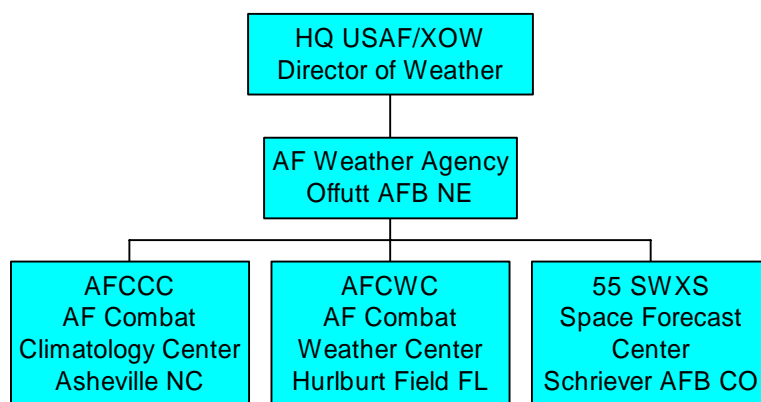 HQ USAF/XOW
Director of Weather
AF Weather Agency
Offutt AFB NE
AFCCC
AF Combat
Climatology Center
Asheville NC
AFCWC
AF Combat
Weather Center
Hurlburt Field FL
55 SWXS
Space Forecast
Center
Schriever AFB CO